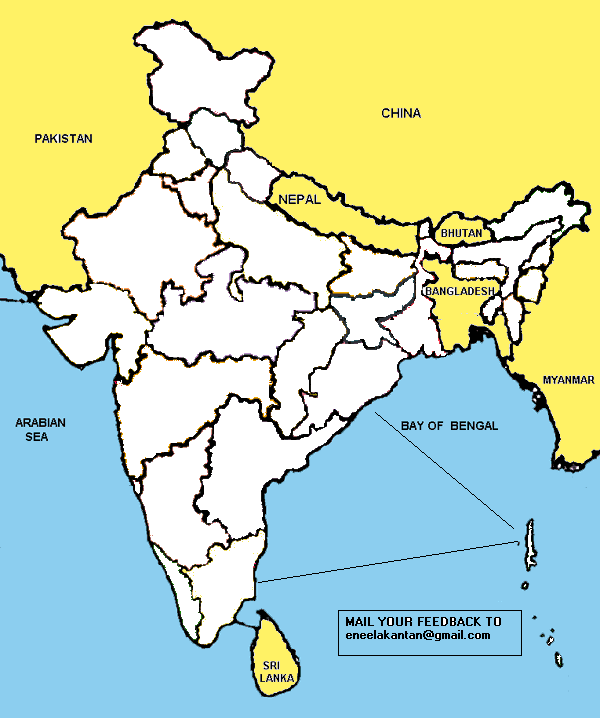 CHINA
PAKISTAN
NEPAL
BHUTAN
BANGLADESH
MYANMAR
ARABIAN
SEA
BAY OF BENGAL
MAIL YOUR FEEDBACK TO
eneelakantan@gmail.com
SRI
LANKA